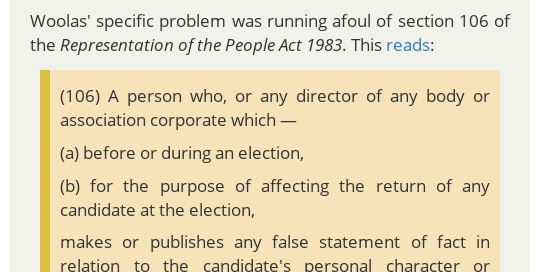 Woolas' specific problem was running afoul of section 106 of
the Representation of the People Act 1983. This reads:
(106) A person who, or any director of any body or
association corporate which —
(a) before or during an election,
(b) for the purpose of affecting the return of any
candidate at the election,
makes or publishes any false statement of fact in
relation to the candidate's personal character or